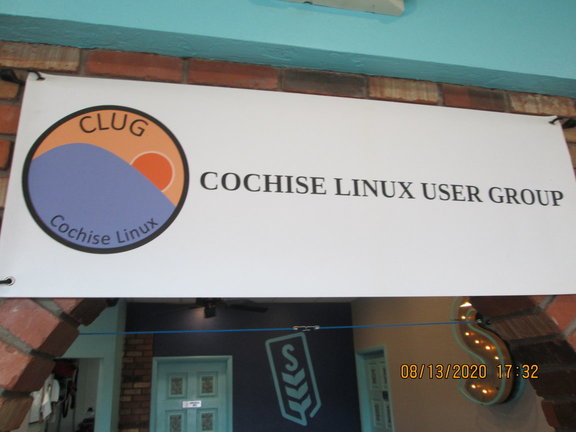 CLUG
Cochise Linux
COCHISE LINUX USER GROUP
S
08/13/2020 17:32